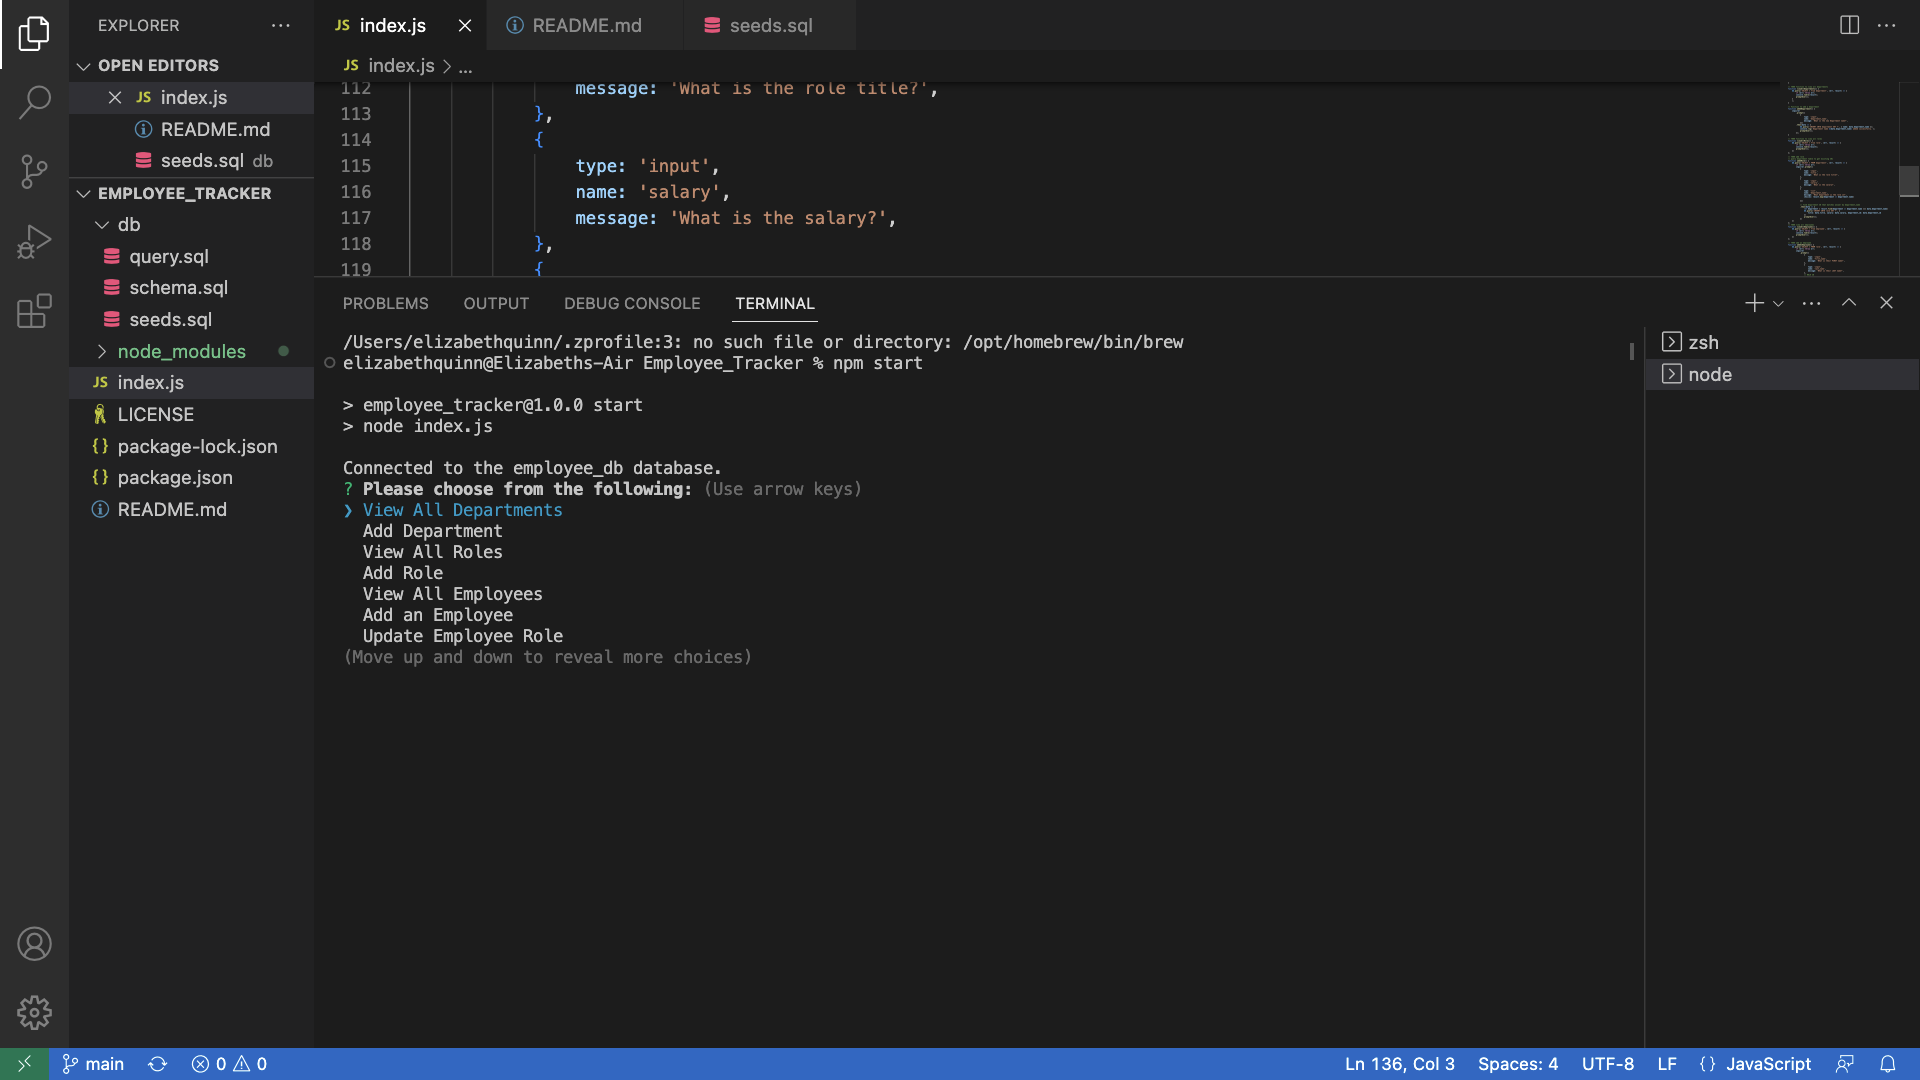 EXPLORER
OPEN EDITORS
JS index.js
README.md
seeds.sql db
EMPLOYEE_TRACKER
db
query.sql
schema.sql
seeds.sql
node_modules
JS index.js
LICENSE
{} package-lock.json
{} package.json
README.md
JS index.js
README.md
seeds.sql
JS index.js > ...
112 message: 'What is the role title?',
113 },
114 {
115 type: 'input',
116 name: 'salary',
117 message: 'What is the salary?',
118 },
119 {
PROBLEMS OUTPUT DEBUG CONSOLE TERMINAL
/Users/elizabethquinn/.zprofile:3: no such file or directory: /opt/homebrew/bin/brew
elizabethquinn@Elizabeths-Air Employee_Tracker % npm start
> employee_tracker@1.0.0 start
> node index.js
Connected to the employee_db database.
? Please choose from the following: (Use arrow keys)
❯ View All Departments
Add Department
View All Roles
Add Role
View All Employees
Add an Employee
Update Employee Role
(Move up and down to reveal more choices)
zsh
node
main 0 0 Ln 136, Col 3 Spaces: 4 UTF-8 LF {} JavaScript